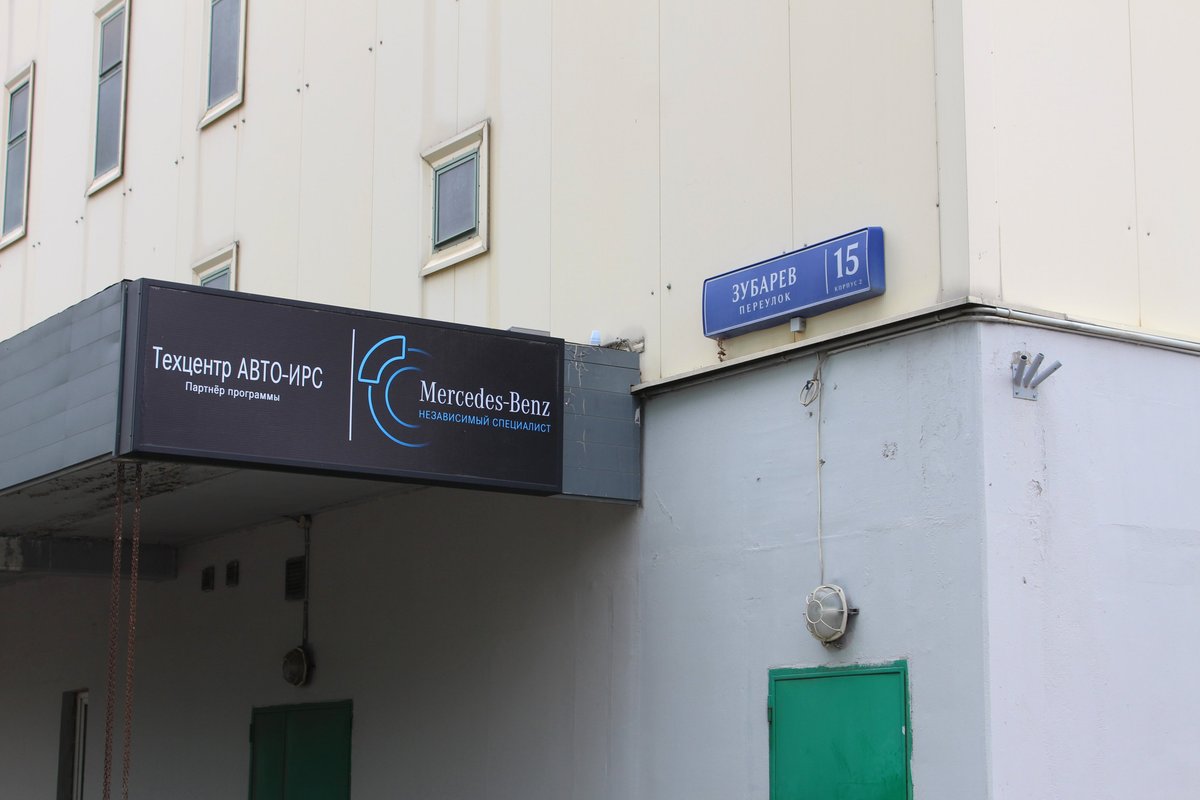 Техцентр АВТО-ИРС
Партнёр программы
Mercedes-Benz
НЕЗАВИСИМЫЙ СПЕЦИАЛИСТ
ЗУБАРЕВ
ПЕРЕУЛОК
15
КОРПУС 2